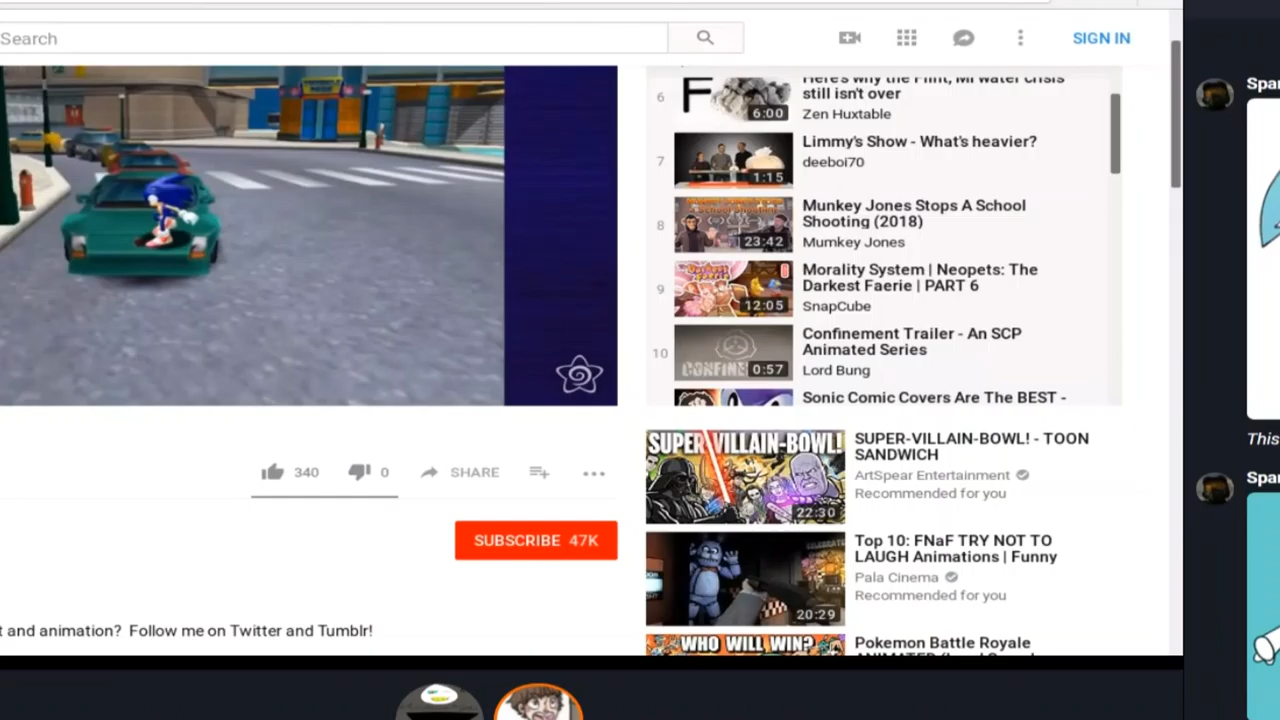 Search
SIGN IN
6
Here's why the Flint, MI water crisis
still isn't over
Zen Huxtable
F
6:00
7
Limmy's Show - What's heavier?
deeboi70
1:15
8
Munkey Jones Stops A School
Shooting (2018)
Mumkey Jones
23:42
9
Morality System | Neopets: The
Darkest Faerie | PART 6
SnapCube
12:05
10
Confinement Trailer - An SCP
Animated Series
Lord Bung
CONFINE
0:57
Sonic Comic Covers Are The BEST -
340
0
SHARE
SUBSCRIBE 47K
t and animation? Follow me on Twitter and Tumblr!
SUPER-VILLAIN-BOWL!
22:30
SUPER-VILLAIN-BOWL! - TOON
SANDWICH
ArtSpear Entertainment
Recommended for you
20:29
Top 10: FNaF TRY NOT TO
LAUGH Animations | Funny
Pala Cinema
Recommended for you
WHO WILL WIN?
Pokemon Battle Royale
Spar
This
Spar